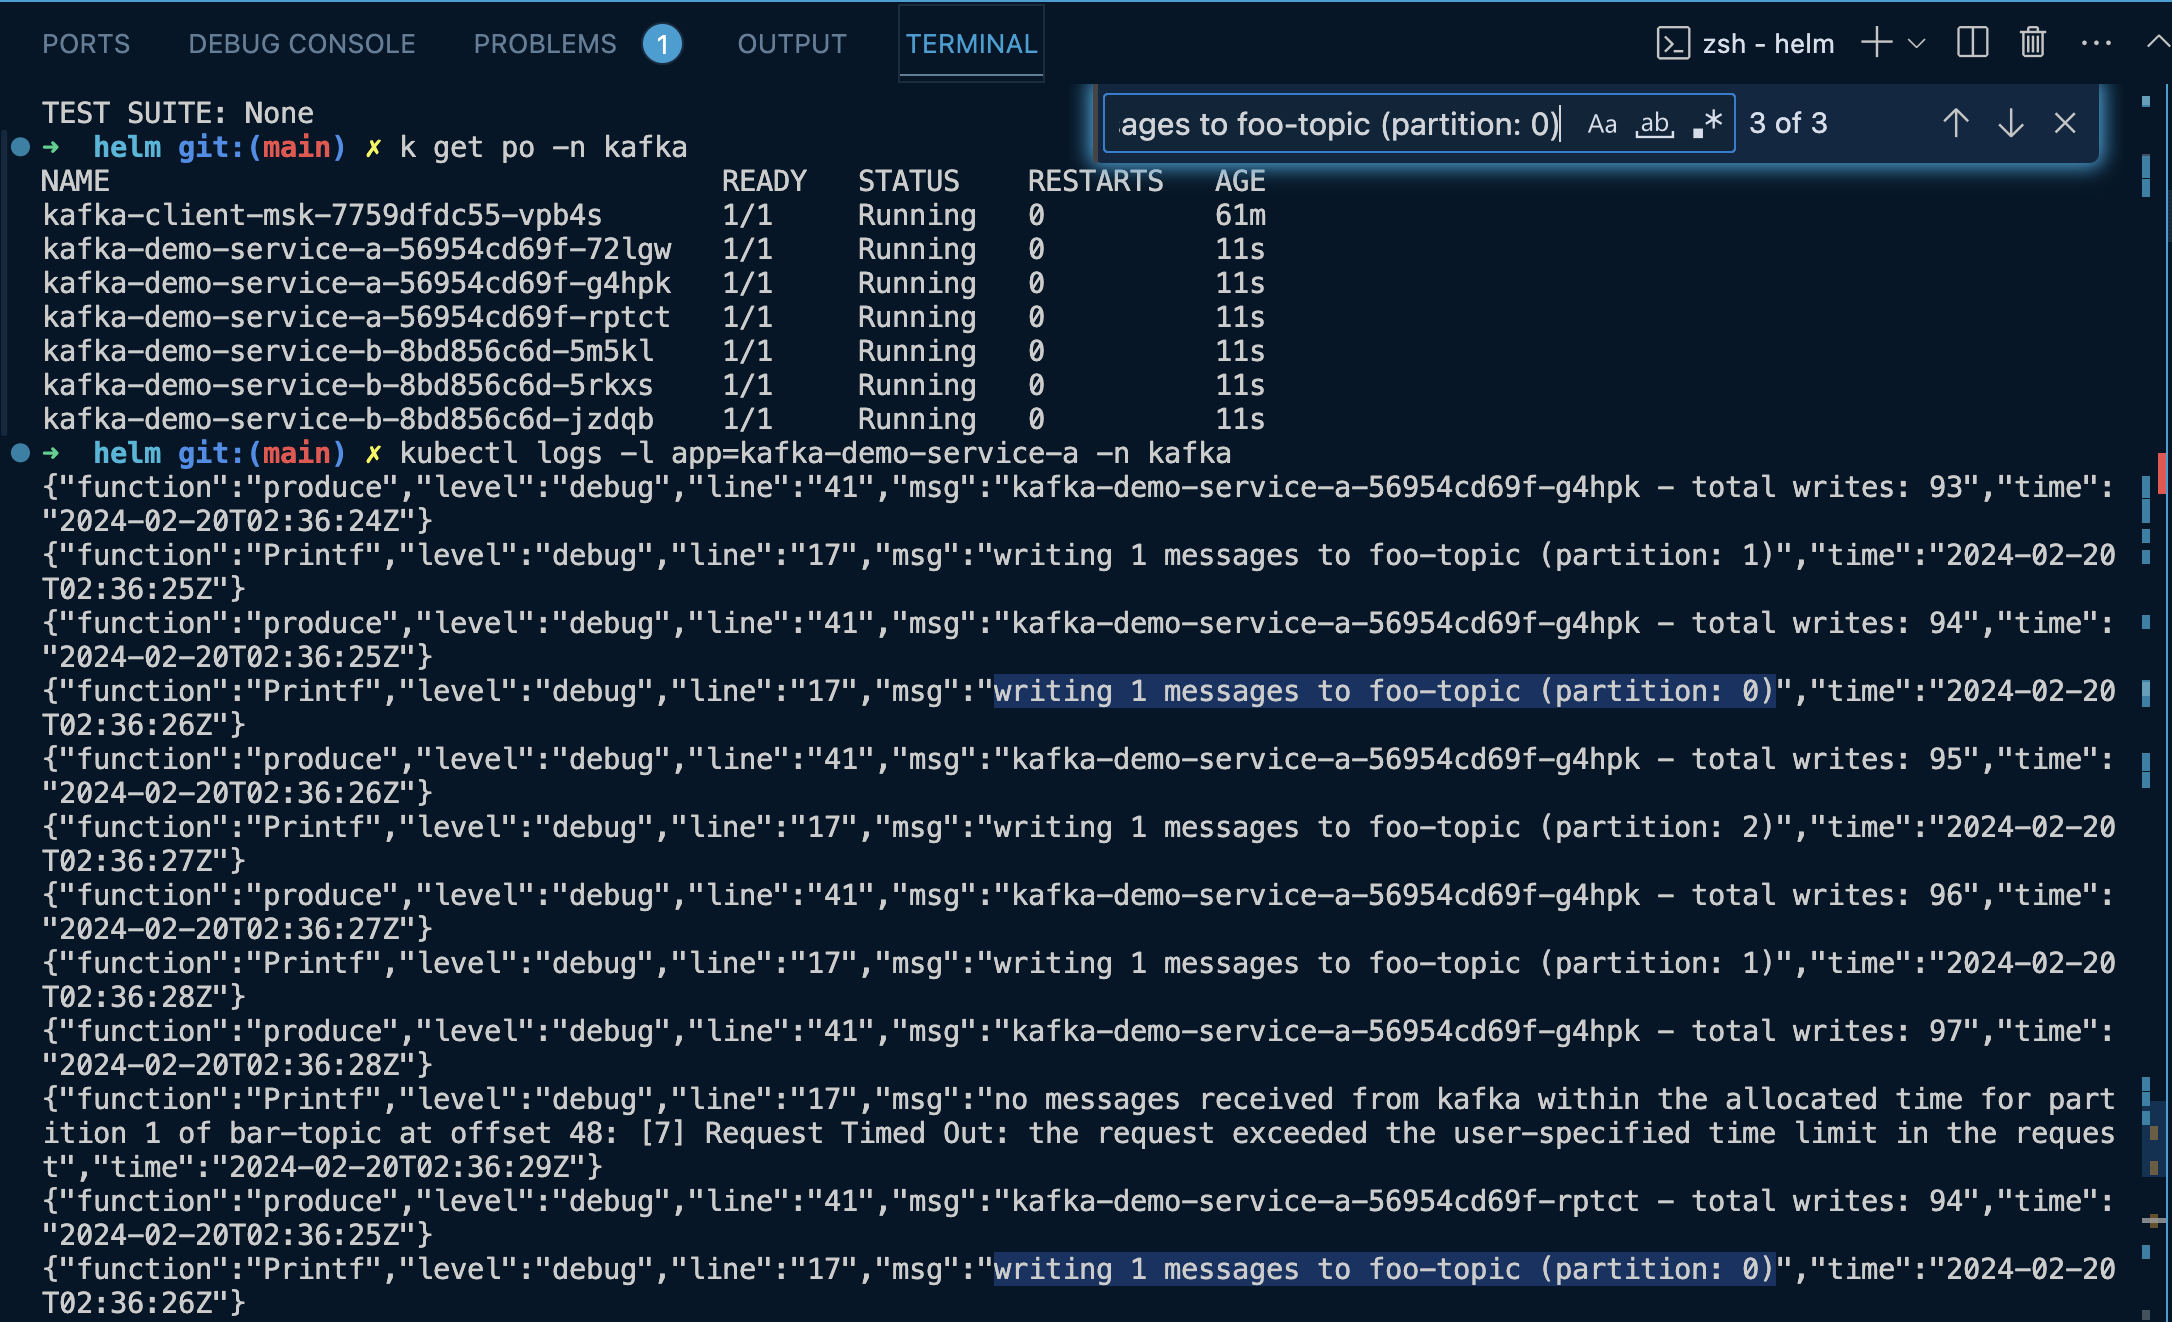 PORTS DEBUG CONSOLE PROBLEMS 1 OUTPUT TERMINAL zsh - helm
ages to foo-topic (partition: 0) Aa ab .* 3 of 3
TEST SUITE: None
➜ helm git:(main) ✗ k get po -n kafka
NAME READY STATUS RESTARTS AGE
kafka-client-msk-7759dfdc55-vpb4s 1/1 Running 0 61m
kafka-demo-service-a-56954cd69f-72lgw 1/1 Running 0 11s
kafka-demo-service-a-56954cd69f-g4hpk 1/1 Running 0 11s
kafka-demo-service-a-56954cd69f-rptct 1/1 Running 0 11s
kafka-demo-service-b-8bd856c6d-5m5kl 1/1 Running 0 11s
kafka-demo-service-b-8bd856c6d-5rkxs 1/1 Running 0 11s
kafka-demo-service-b-8bd856c6d-jzdqb 1/1 Running 0 11s
➜ helm git:(main) ✗ kubectl logs -l app=kafka-demo-service-a -n kafka
{"function":"produce","level":"debug","line":"41","msg":"kafka-demo-service-a-56954cd69f-g4hpk - total writes: 93","time":
"2024-02-20T02:36:24Z"}
{"function":"Printf","level":"debug","line":"17","msg":"writing 1 messages to foo-topic (partition: 1)","time":"2024-02-20
T02:36:25Z"}
{"function":"produce","level":"debug","line":"41","msg":"kafka-demo-service-a-56954cd69f-g4hpk - total writes: 94","time":
"2024-02-20T02:36:25Z"}
{"function":"Printf","level":"debug","line":"17","msg":"writing 1 messages to foo-topic (partition: 0)","time":"2024-02-20
T02:36:26Z"}
{"function":"produce","level":"debug","line":"41","msg":"kafka-demo-service-a-56954cd69f-g4hpk - total writes: 95","time":
"2024-02-20T02:36:26Z"}
{"function":"Printf","level":"debug","line":"17","msg":"writing 1 messages to foo-topic (partition: 2)","time":"2024-02-20
T02:36:27Z"}
{"function":"produce","level":"debug","line":"41","msg":"kafka-demo-service-a-56954cd69f-g4hpk - total writes: 96","time":
"2024-02-20T02:36:27Z"}
{"function":"Printf","level":"debug","line":"17","msg":"writing 1 messages to foo-topic (partition: 1)","time":"2024-02-20
T02:36:28Z"}
{"function":"produce","level":"debug","line":"41","msg":"kafka-demo-service-a-56954cd69f-g4hpk - total writes: 97","time":
"2024-02-20T02:36:28Z"}
{"function":"Printf","level":"debug","line":"17","msg":"no messages received from kafka within the allocated time for part
ition 1 of bar-topic at offset 48: [7] Request Timed Out: the request exceeded the user-specified time limit in the reques
t","time":"2024-02-20T02:36:29Z"}
{"function":"produce","level":"debug","line":"41","msg":"kafka-demo-service-a-56954cd69f-rptct - total writes: 94","time":
"2024-02-20T02:36:25Z"}
{"function":"Printf","level":"debug","line":"17","msg":"writing 1 messages to foo-topic (partition: 0)","time":"2024-02-20
T02:36:26Z"}